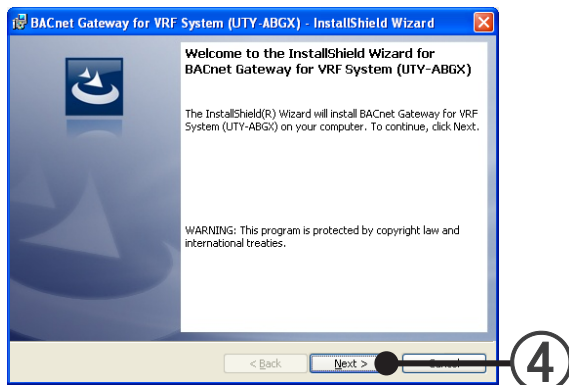 BACnet Gateway for VRF System (UTY-ABGX) - InstallShield Wizard
Welcome to the InstallShield Wizard for
BACnet Gateway for VRF System (UTY-ABGX)
The InstallShield(R) Wizard will install BACnet Gateway for VRF
System (UTY-ABGX) on your computer. To continue, click Next.
WARNING: This program is protected by copyright law and
international treaties.
< Back Next > Cancel
4